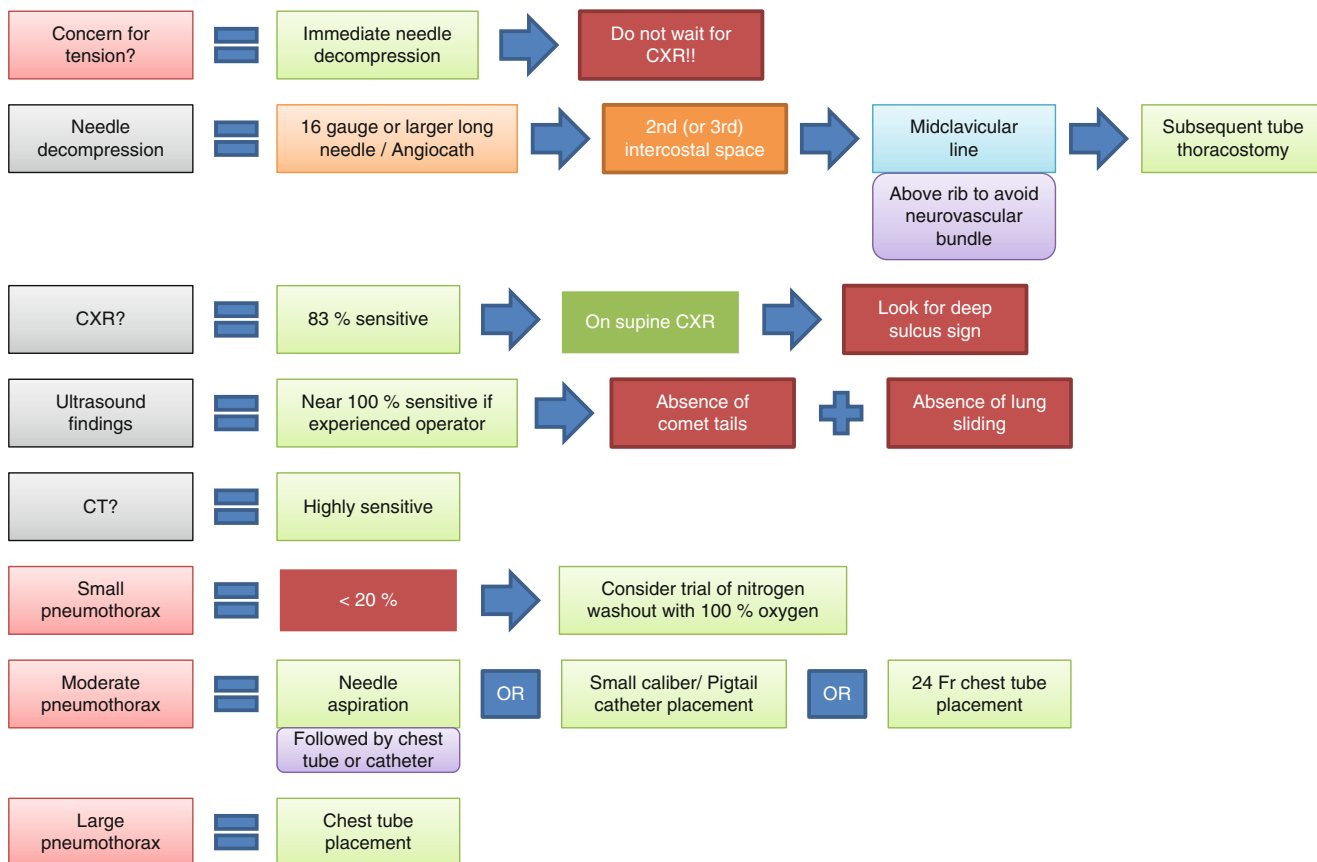 Concern for
tension?
Immediate needle
decompression
Do not wait for
CXR!!
Needle
decompression
16 gauge or larger long
needle / Angiocath
2nd (or 3rd)
intercostal space
Midclavicular
line
Above rib to avoid
neurovascular
bundle
Subsequent tube
thoracostomy
CXR?
83 % sensitive
On supine CXR
Look for deep
sulcus sign
Ultrasound
findings
Near 100 % sensitive if
experienced operator
Absence of
comet tails
Absence of lung
sliding
CT?
Highly sensitive
Small
pneumothorax
< 20 %
Consider trial of nitrogen
washout with 100 % oxygen
Moderate
pneumothorax
Needle
aspiration
Followed by chest
tube or catheter
OR
Small caliber/ Pigtail
catheter placement
OR
24 Fr chest tube
placement
Large
pneumothorax
Chest tube
placement